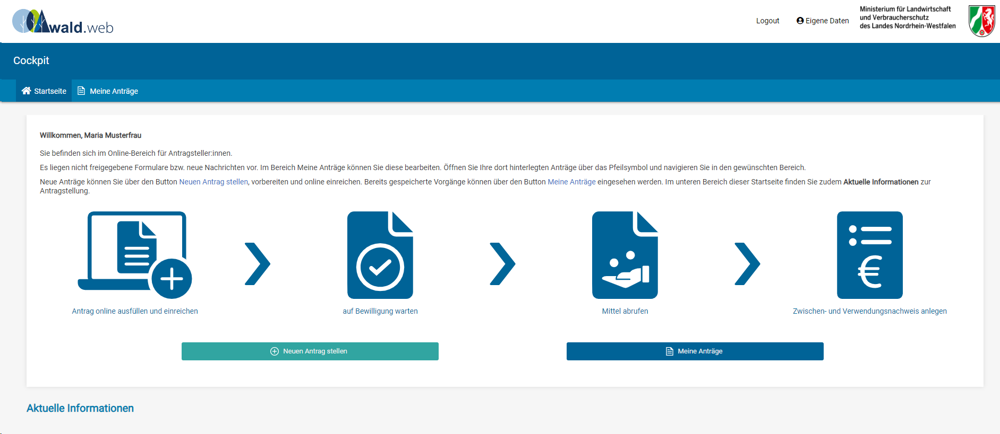 wald.web
Logout
Eigene Daten
Ministerium für Landwirtschaft
und Verbraucherschutz
des Landes Nordrhein-Westfalen
Cockpit
Startseite
Meine Anträge
Willkommen, Maria Musterfrau
Sie befinden sich im Online-Bereich für Antragsteller:innen.
Es liegen nicht freigegebene Formulare bzw. neue Nachrichten vor. Im Bereich Meine Anträge können Sie diese bearbeiten. Öffnen Sie Ihre dort hinterlegten Anträge über das Pfeilsymbol und navigieren Sie in den gewünschten Bereich.
Neue Anträge können Sie über den Button Neuen Antrag stellen, vorbereiten und online einreichen. Bereits gespeicherte Vorgänge können über den Button Meine Anträge eingesehen werden. Im unteren Bereich dieser Startseite finden Sie zudem Aktuelle Informationen zur
Antragstellung.
€
Antrag online ausfüllen und einreichen
auf Bewilligung warten
Mittel abrufen
Zwischen- und Verwendungsnachweis anlegen
Neuen Antrag stellen
Meine Anträge
Aktuelle Informationen